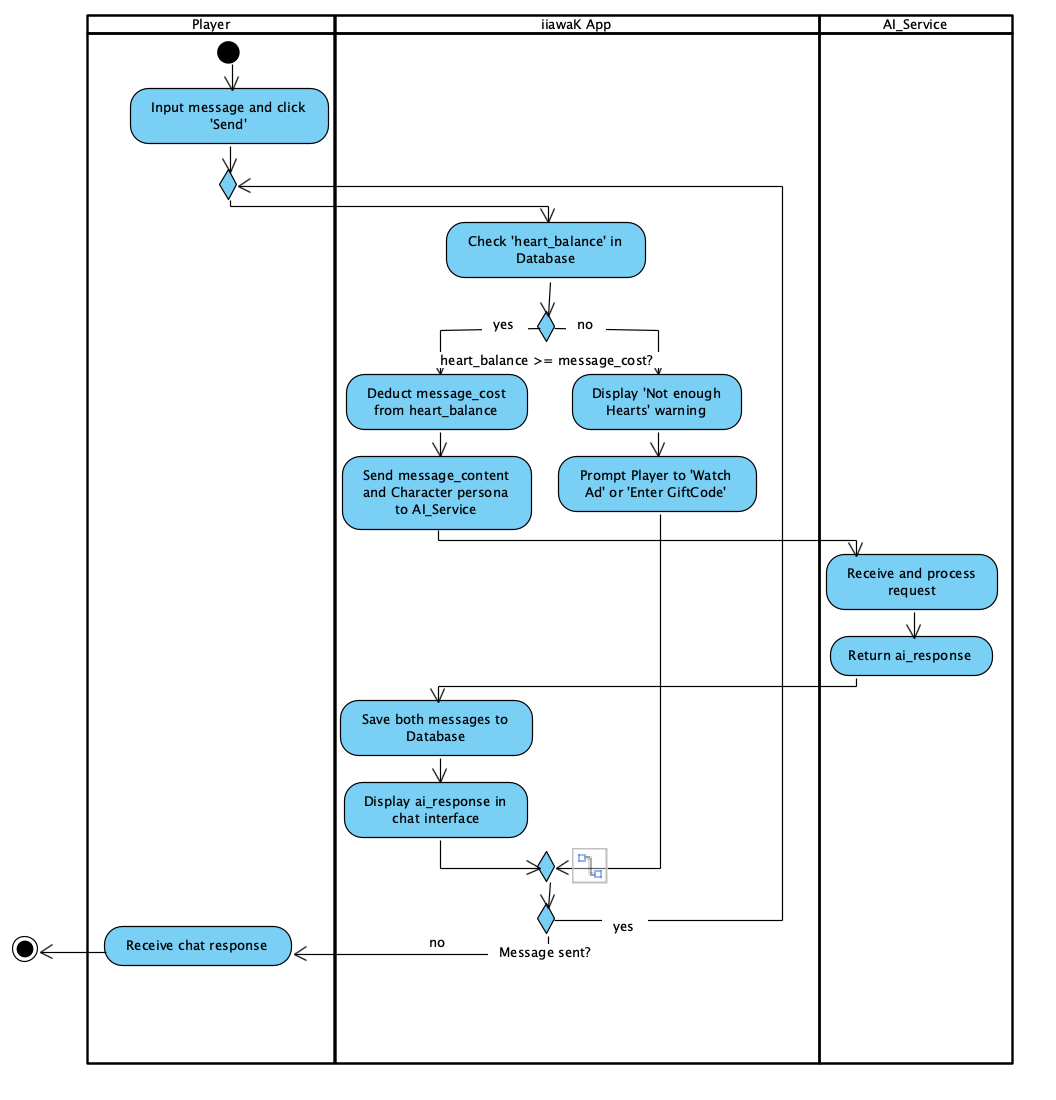 Player
iiawaK App
AI_Service
Input message and click
'Send'
Check 'heart_balance' in
Database
yes
no
heart_balance >= message_cost?
Deduct message_cost
from heart_balance
Display 'Not enough
Hearts' warning
Send message_content
and Character persona
to AI_Service
Prompt Player to 'Watch
Ad' or 'Enter GiftCode'
Receive and process
request
Return ai_response
Save both messages to
Database
Display ai_response in
chat interface
yes
Message sent?
no
Receive chat response